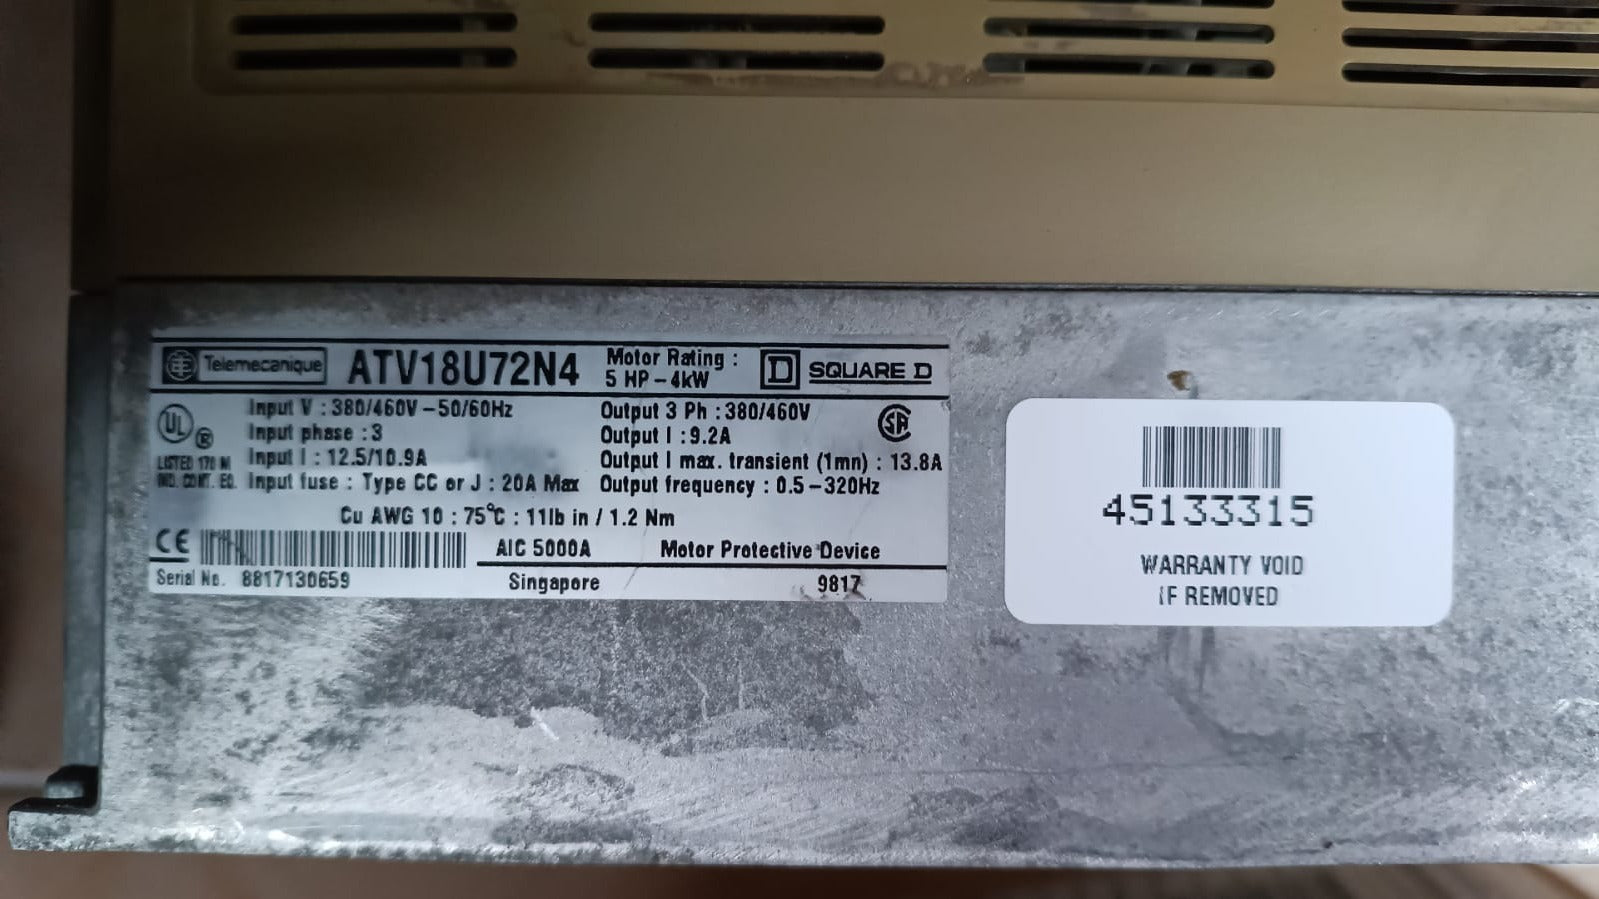 Telemecanique ATV18U72N4 Motor Rating : 5 HP - 4kW D SQUARE D
UL ® LISTED 170 M IND. CONT. EQ.
Input V : 380/460V - 50/60Hz
Input phase : 3
Input I : 12.5/10.9A
Input fuse : Type CC or J : 20A Max
Output 3 Ph : 380/460V
Output I : 9.2A
Output I max. transient (1mn) : 13.8A
Output frequency : 0.5 - 320Hz
SA
Cu AWG 10 : 75°C : 11lb in / 1.2 Nm
CE AIC 5000A Motor Protective Device
Serial No. 8817130659 Singapore 9817
45133315
WARRANTY VOID
IF REMOVED